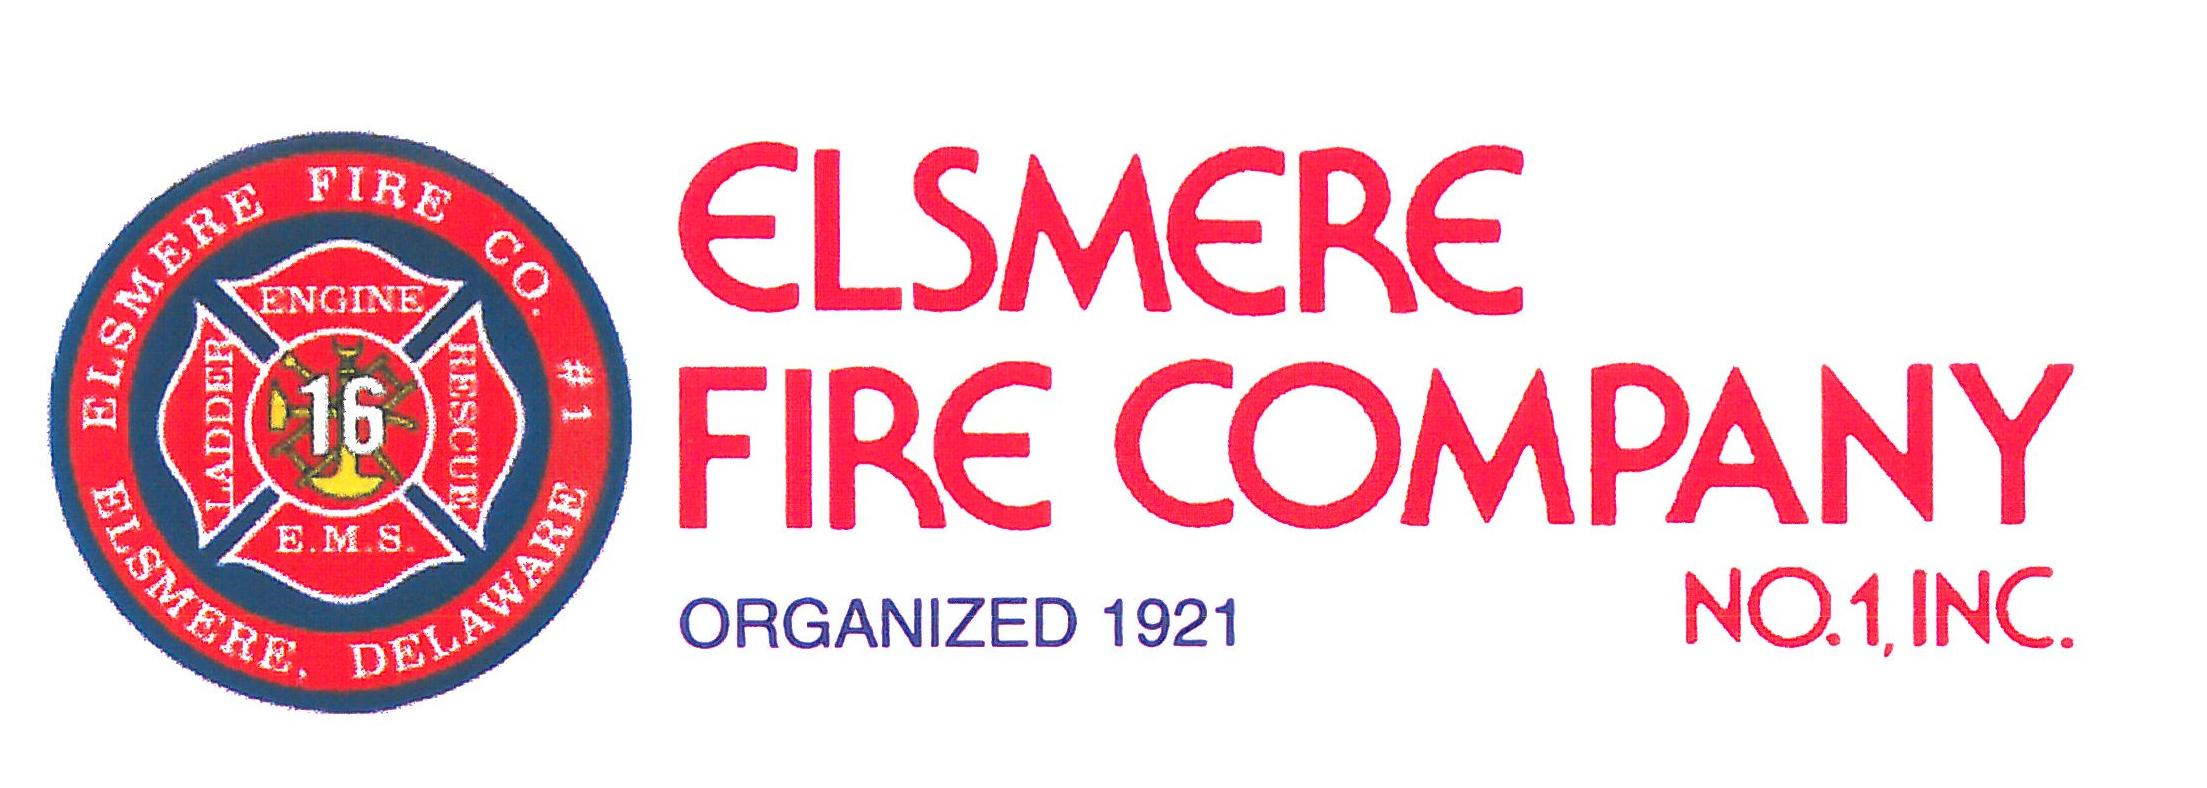 ELSMERE FIRE CO. #1
ENGINE
LADDER
RESCUE
16
E.M.S.
ELSMERE, DELAWARE
ELSMERE
FIRE COMPANY
NO.1, INC.
ORGANIZED 1921